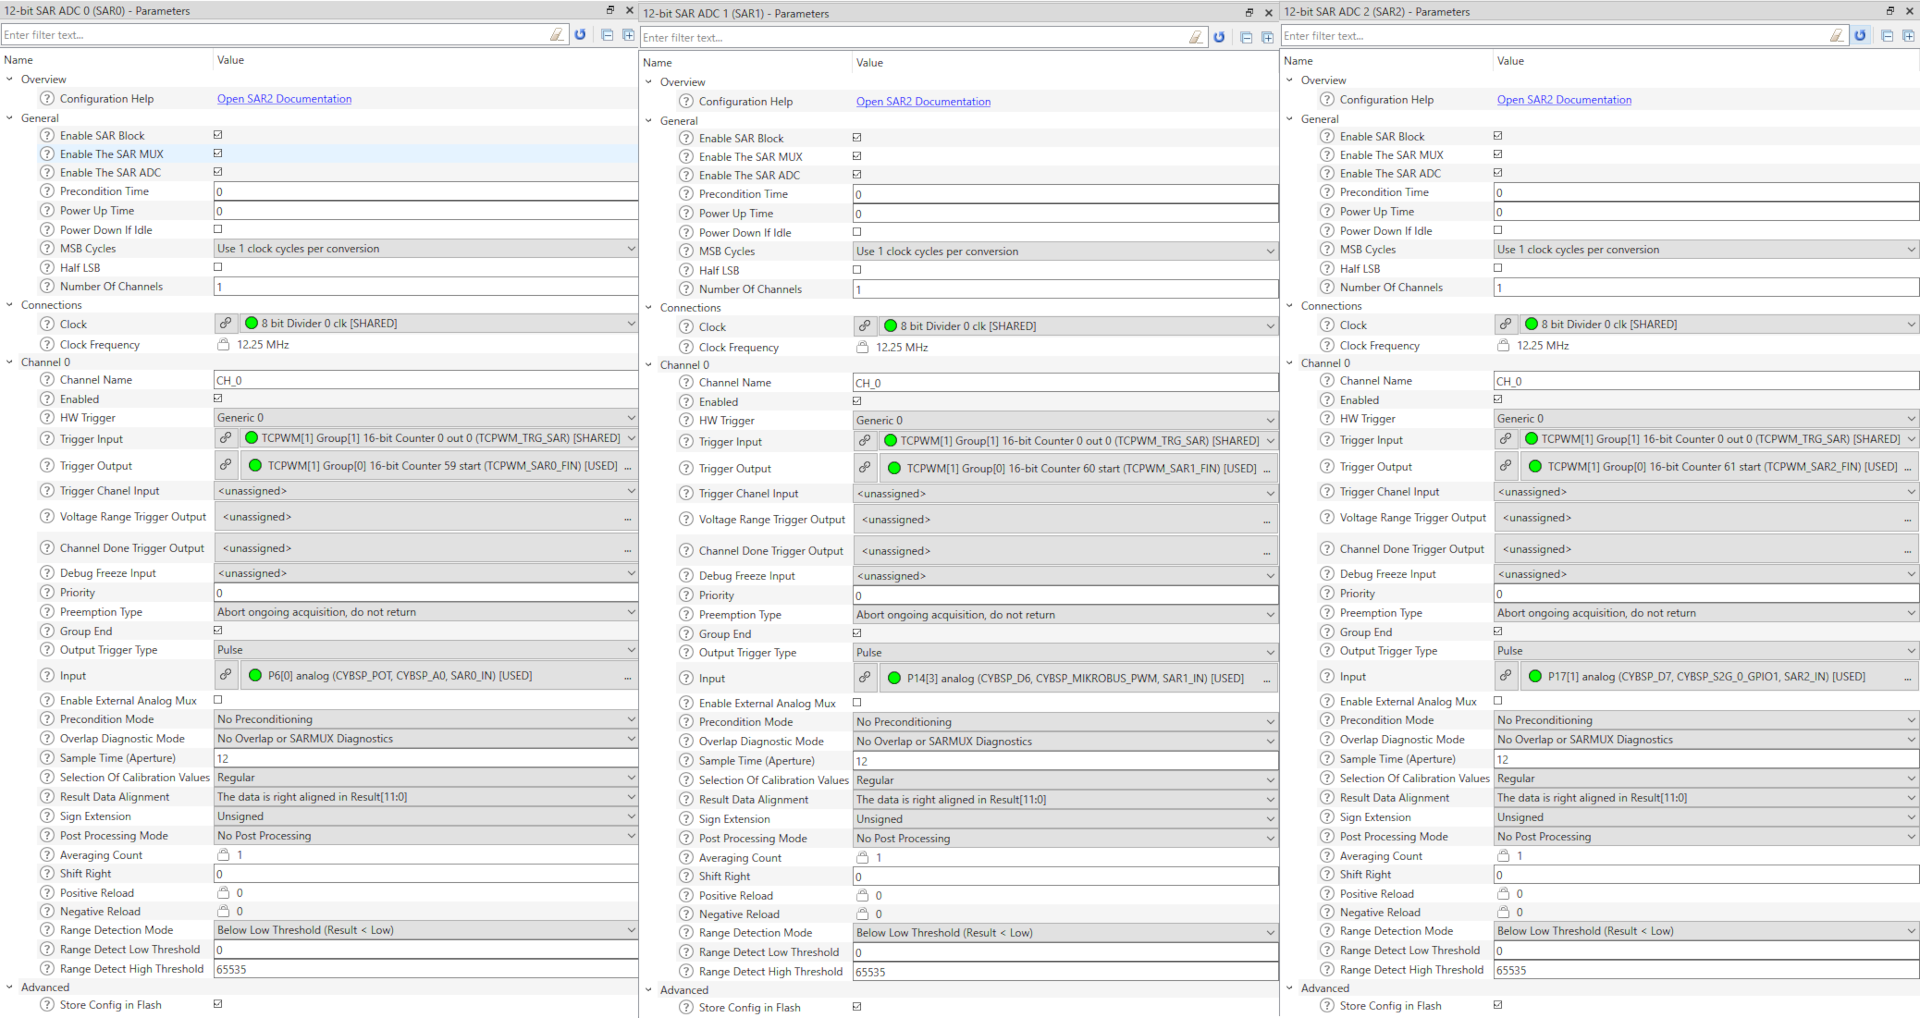 12-bit SAR ADC 0 (SAR0) - Parameters
Enter filter text...
Name Value
Overview
Configuration Help Open SAR2 Documentation
General
Enable SAR Block
Enable The SAR MUX
Enable The SAR ADC
Precondition Time 0
Power Up Time 0
Power Down If Idle
MSB Cycles Use 1 clock cycles per conversion
Half LSB
Number Of Channels 1
Connections
Clock 8 bit Divider 0 clk [SHARED]
Clock Frequency 12.25 MHz
Channel 0
Channel Name CH_0
Enabled
HW Trigger Generic 0
Trigger Input TCPWM[1] Group[1] 16-bit Counter 0 out 0 (TCPWM_TRG_SAR) [SHARED]
Trigger Output TCPWM[1] Group[0] 16-bit Counter 59 start (TCPWM_SAR0_FIN) [USED] ...
Trigger Chanel Input <unassigned>
Voltage Range Trigger Output <unassigned> ...
Channel Done Trigger Output <unassigned> ...
Debug Freeze Input <unassigned>
Priority 0
Preemption Type Abort ongoing acquisition, do not return
Group End
Output Trigger Type Pulse
Input P6[0] analog (CYBSP_POT, CYBSP_A0, SAR0_IN) [USED] ...
Enable External Analog Mux
Precondition Mode No Preconditioning
Overlap Diagnostic Mode No Overlap or SARMUX Diagnostics
Sample Time (Aperture) 12
Selection Of Calibration Values Regular
Result Data Alignment The data is right aligned in Result[11:0]
Sign Extension Unsigned
Post Processing Mode No Post Processing
Averaging Count 1
Shift Right 0
Positive Reload 0
Negative Reload 0
Range Detection Mode Below Low Threshold (Result < Low)
Range Detect Low Threshold 0
Range Detect High Threshold 65535
Advanced
Store Config in Flash
12-bit SAR ADC 1 (SAR1) - Parameters
Enter filter text...
Name Value
Overview
Configuration Help Open SAR2 Documentation
General
Enable SAR Block
Enable The SAR MUX
Enable The SAR ADC
Precondition Time 0
Power Up Time 0
Power Down If Idle
MSB Cycles Use 1 clock cycles per conversion
Half LSB
Number Of Channels 1
Connections
Clock 8 bit Divider 0 clk [SHARED]
Clock Frequency 12.25 MHz
Channel 0
Channel Name CH_0
Enabled
HW Trigger Generic 0
Trigger Input TCPWM[1] Group[1] 16-bit Counter 0 out 0 (TCPWM_TRG_SAR) [SHARED]
Trigger Output TCPWM[1] Group[0] 16-bit Counter 60 start (TCPWM_SAR1_FIN) [USED] ...
Trigger Chanel Input <unassigned>
Voltage Range Trigger Output <unassigned> ...
Channel Done Trigger Output <unassigned> ...
Debug Freeze Input <unassigned>
Priority 0
Preemption Type Abort ongoing acquisition, do not return
Group End
Output Trigger Type Pulse
Input P14[3] analog (CYBSP_D6, CYBSP_MIKROBUS_PWM, SAR1_IN) [USED] ...
Enable External Analog Mux
Precondition Mode No Preconditioning
Overlap Diagnostic Mode No Overlap or SARMUX Diagnostics
Sample Time (Aperture) 12
Selection Of Calibration Values Regular
Result Data Alignment The data is right aligned in Result[11:0]
Sign Extension Unsigned
Post Processing Mode No Post Processing
Averaging Count 1
Shift Right 0
Positive Reload 0
Negative Reload 0
Range Detection Mode Below Low Threshold (Result < Low)
Range Detect Low Threshold 0
Range Detect High Threshold 65535
Advanced
Store Config in Flash
12-bit SAR ADC 2 (SAR2) - Parameters
Enter filter text...
Name Value
Overview
Configuration Help Open SAR2 Documentation
General
Enable SAR Block
Enable The SAR MUX
Enable The SAR ADC
Precondition Time 0
Power Up Time 0
Power Down If Idle
MSB Cycles Use 1 clock cycles per conversion
Half LSB
Number Of Channels 1
Connections
Clock 8 bit Divider 0 clk [SHARED]
Clock Frequency 12.25 MHz
Channel 0
Channel Name CH_0
Enabled
HW Trigger Generic 0
Trigger Input TCPWM[1] Group[1] 16-bit Counter 0 out 0 (TCPWM_TRG_SAR) [SHARED]
Trigger Output TCPWM[1] Group[0] 16-bit Counter 61 start (TCPWM_SAR2_FIN) [USED] ...
Trigger Chanel Input <unassigned>
Voltage Range Trigger Output <unassigned> ...
Channel Done Trigger Output <unassigned> ...
Debug Freeze Input <unassigned>
Priority 0
Preemption Type Abort ongoing acquisition, do not return
Group End
Output Trigger Type Pulse
Input P17[1] analog (CYBSP_D7, CYBSP_S2G_0_GPIO1, SAR2_IN) [USED] ...
Enable External Analog Mux
Precondition Mode No Preconditioning
Overlap Diagnostic Mode No Overlap or SARMUX Diagnostics
Sample Time (Aperture) 12
Selection Of Calibration Values Regular
Result Data Alignment The data is right aligned in Result[11:0]
Sign Extension Unsigned
Post Processing Mode No Post Processing
Averaging Count 1
Shift Right 0
Positive Reload 0
Negative Reload 0
Range Detection Mode Below Low Threshold (Result < Low)
Range Detect Low Threshold 0
Range Detect High Threshold 65535
Advanced
Store Config in Flash